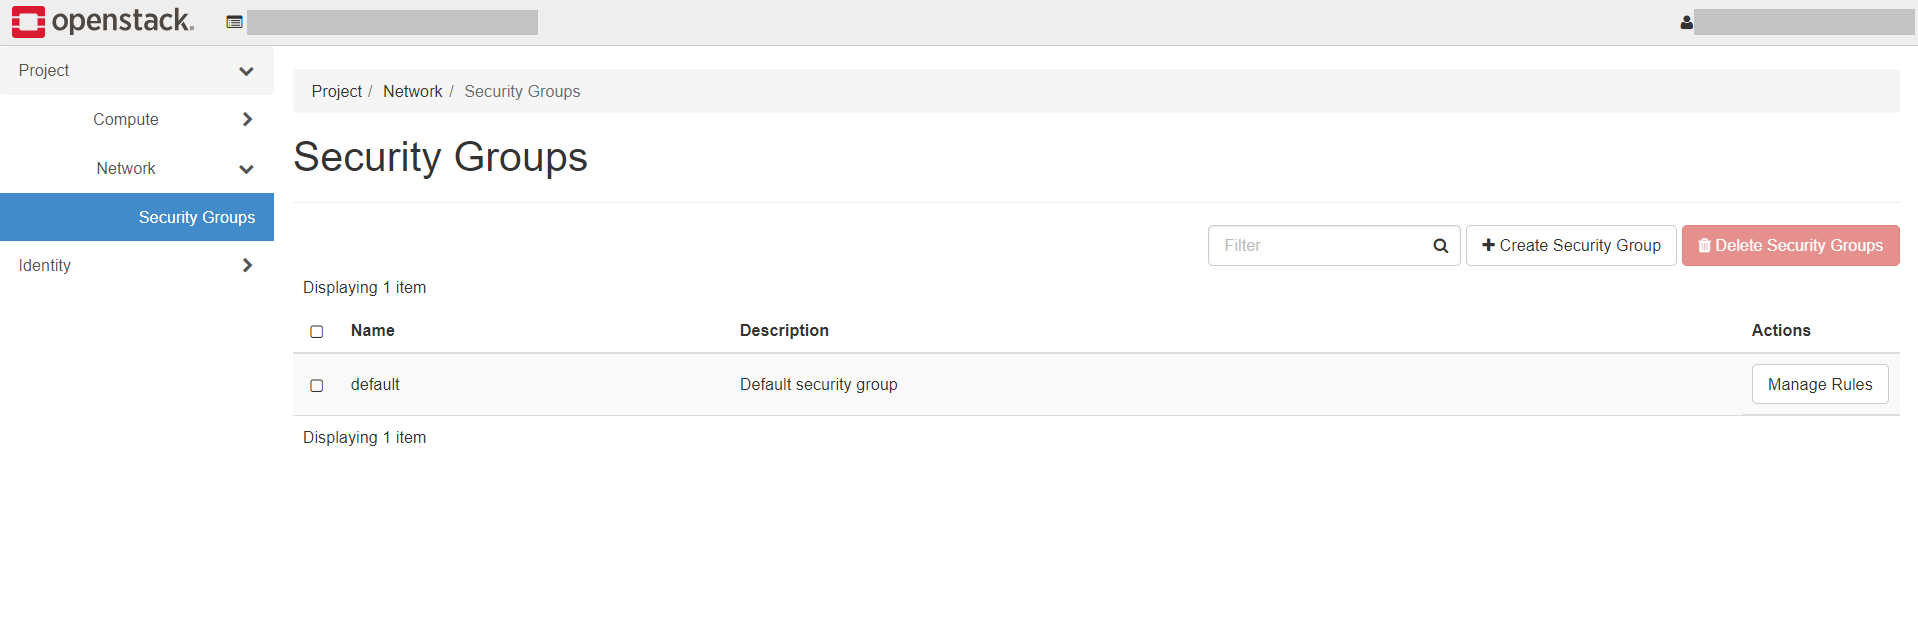 openstack.
Project
Compute
Network
Security Groups
Identity
Project / Network / Security Groups
Security Groups
Filter
Create Security Group
Delete Security Groups
Displaying 1 item
Name Description Actions
default Default security group Manage Rules
Displaying 1 item